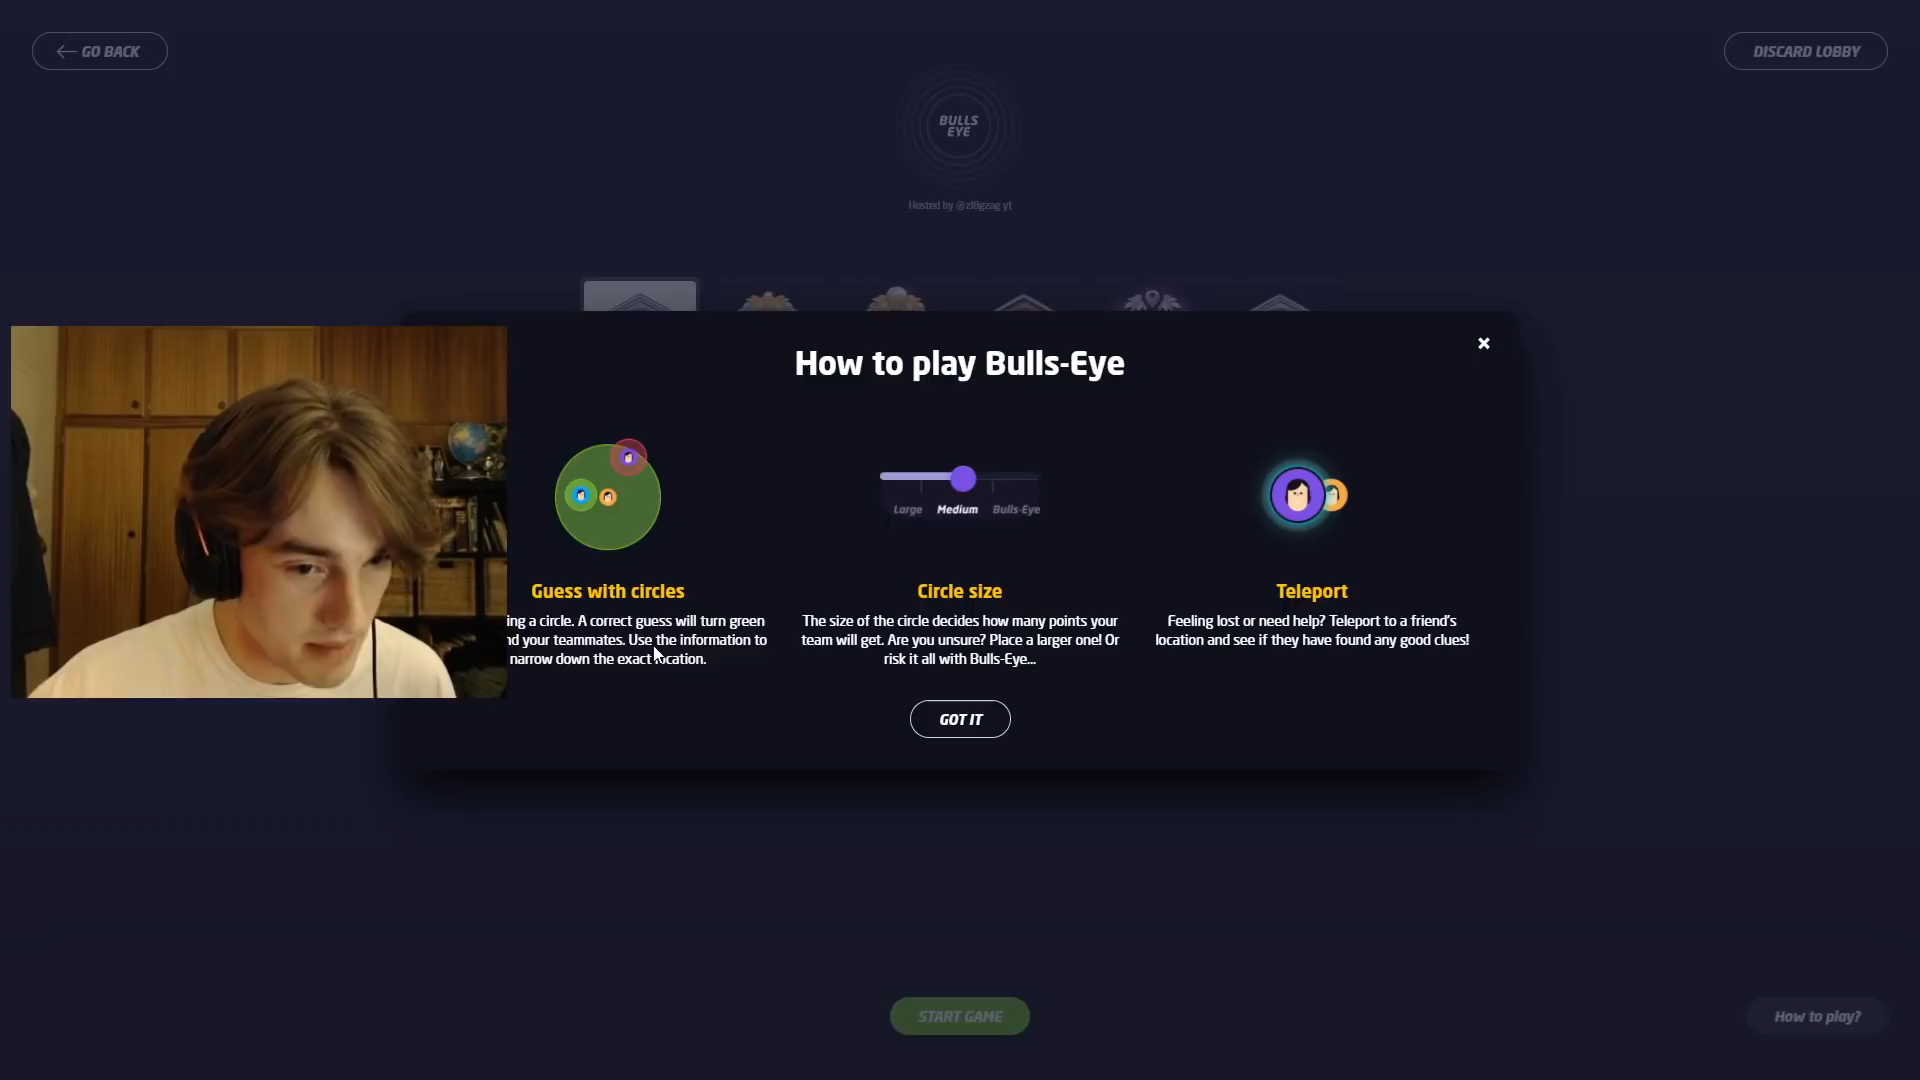 GO BACK
DISCARD LOBBY
BULLS
EYE
Hosted by @zi8gzag yt
How to play Bulls-Eye
Large Medium Bulls-Eye
Guess with circles
Circle size
Teleport
ing a circle. A correct guess will turn green
nd your teammates. Use the information to
narrow down the exact location.
The size of the circle decides how many points your
team will get. Are you unsure? Place a larger one! Or
risk it all with Bulls-Eye...
Feeling lost or need help? Teleport to a friend's
location and see if they have found any good clues!
GOT IT
START GAME
How to play?